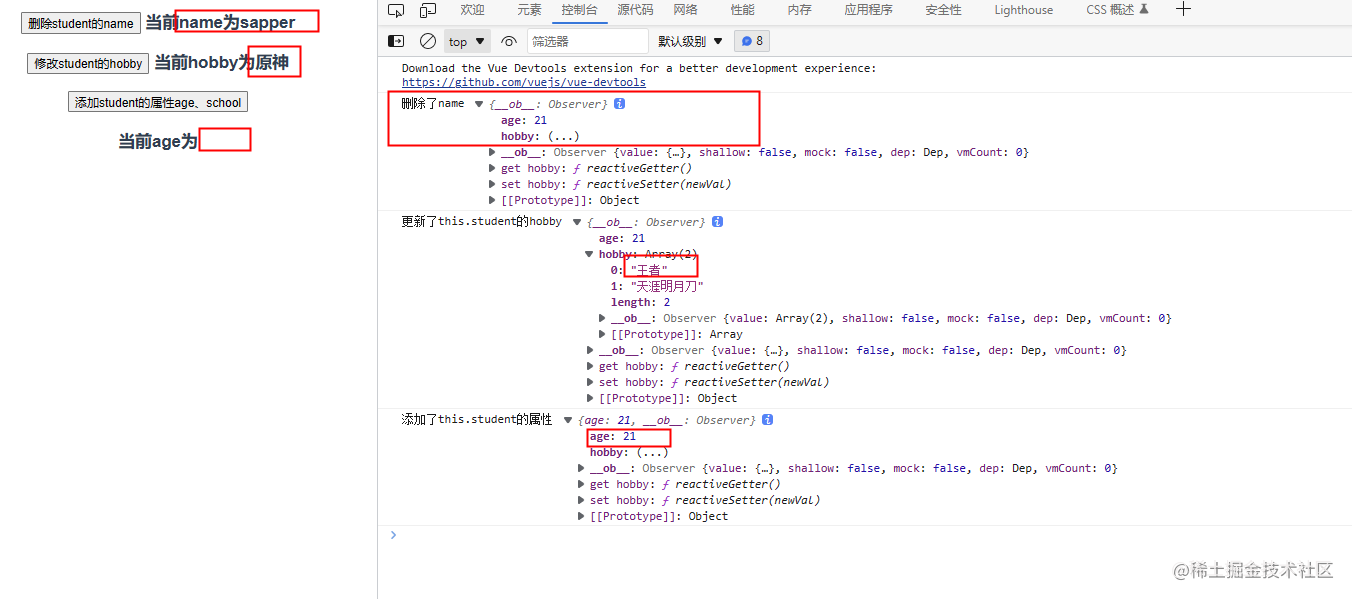 删除student的name 当前name为sapper
修改student的hobby 当前hobby为原神
添加student的属性age、school
当前age为
欢迎 元素 控制台 源代码 网络 性能 内存 应用程序 安全性 Lighthouse CSS 概述
top ▼ 筛选器 默认级别 ▼ 8
Download the Vue Devtools extension for a better development experience:
https://github.com/vuejs/vue-devtools
删除了name ▼ {__ob__: Observer} i
age: 21
hobby: (...)
▶ __ob__: Observer {value: {…}, shallow: false, mock: false, dep: Dep, vmCount: 0}
▶ get hobby: ƒ reactiveGetter()
▶ set hobby: ƒ reactiveSetter(newVal)
▶ [[Prototype]]: Object
更新了this.student的hobby ▼ {__ob__: Observer} i
age: 21
▼ hobby: Array(2)
0: "王者"
1: "天涯明月刀"
length: 2
▶ __ob__: Observer {value: Array(2), shallow: false, mock: false, dep: Dep, vmCount: 0}
▶ [[Prototype]]: Array
▶ __ob__: Observer {value: {…}, shallow: false, mock: false, dep: Dep, vmCount: 0}
▶ get hobby: ƒ reactiveGetter()
▶ set hobby: ƒ reactiveSetter(newVal)
▶ [[Prototype]]: Object
添加了this.student的属性 ▼ {age: 21, __ob__: Observer} i
age: 21
hobby: (...)
▶ __ob__: Observer {value: {…}, shallow: false, mock: false, dep: Dep, vmCount: 0}
▶ get hobby: ƒ reactiveGetter()
▶ set hobby: ƒ reactiveSetter(newVal)
▶ [[Prototype]]: Object
@稀土掘金技术社区